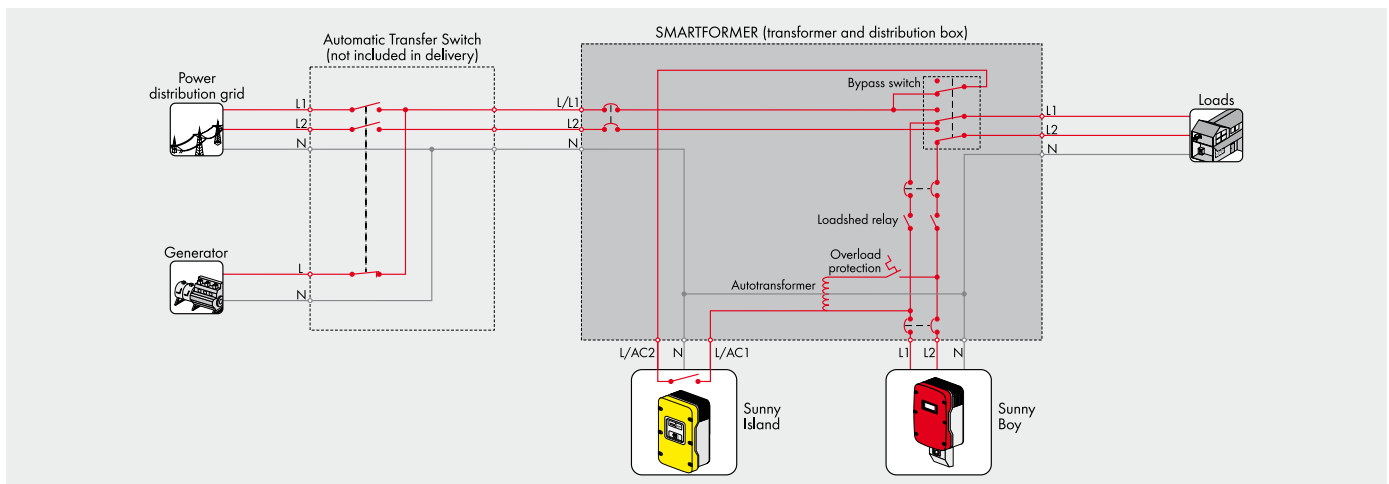 SMARTFORMER (transformer and distribution box)
Automatic Transfer Switch
(not included in delivery)
Power
distribution grid
Bypass switch
L1
L2
N
L/L1
L2
N
L1
L2
N
Loads
Loadshed relay
Generator
L
N
Overload
protection
Autotransformer
L/AC2
N
L/AC1
L1
L2
N
Sunny
Island
Sunny
Boy